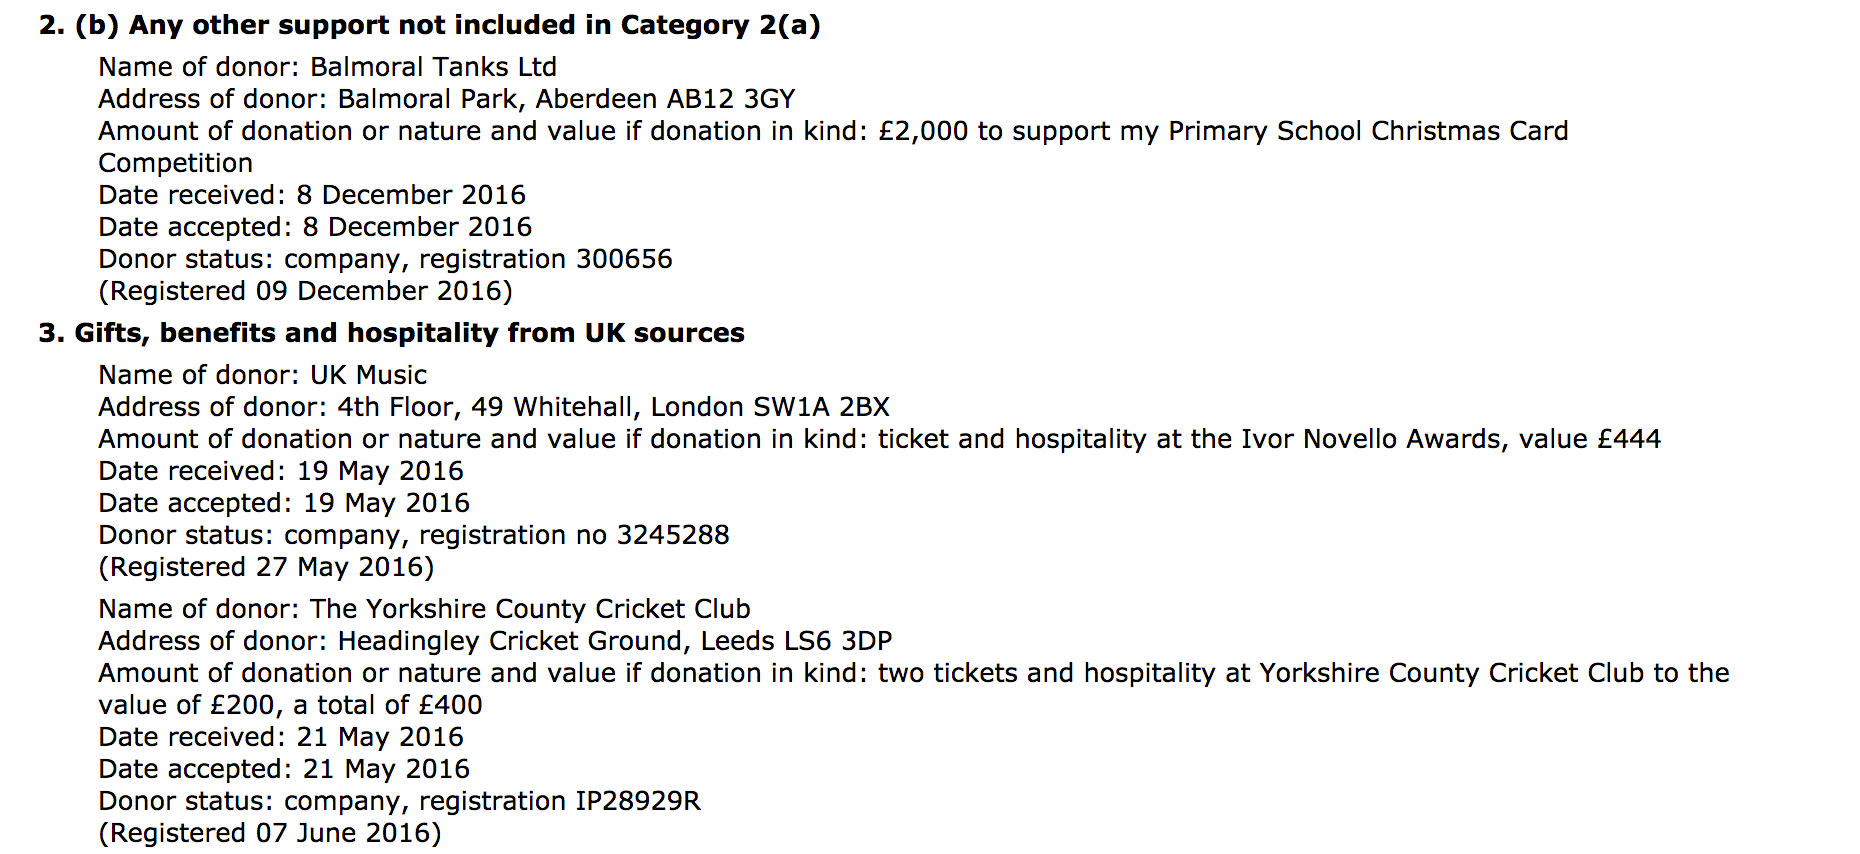 2. (b) Any other support not included in Category 2(a)
Name of donor: Balmoral Tanks Ltd
Address of donor: Balmoral Park, Aberdeen AB12 3GY
Amount of donation or nature and value if donation in kind: £2,000 to support my Primary School Christmas Card
Competition
Date received: 8 December 2016
Date accepted: 8 December 2016
Donor status: company, registration 300656
(Registered 09 December 2016)
3. Gifts, benefits and hospitality from UK sources
Name of donor: UK Music
Address of donor: 4th Floor, 49 Whitehall, London SW1A 2BX
Amount of donation or nature and value if donation in kind: ticket and hospitality at the Ivor Novello Awards, value £444
Date received: 19 May 2016
Date accepted: 19 May 2016
Donor status: company, registration no 3245288
(Registered 27 May 2016)
Name of donor: The Yorkshire County Cricket Club
Address of donor: Headingley Cricket Ground, Leeds LS6 3DP
Amount of donation or nature and value if donation in kind: two tickets and hospitality at Yorkshire County Cricket Club to the
value of £200, a total of £400
Date received: 21 May 2016
Date accepted: 21 May 2016
Donor status: company, registration IP28929R
(Registered 07 June 2016)